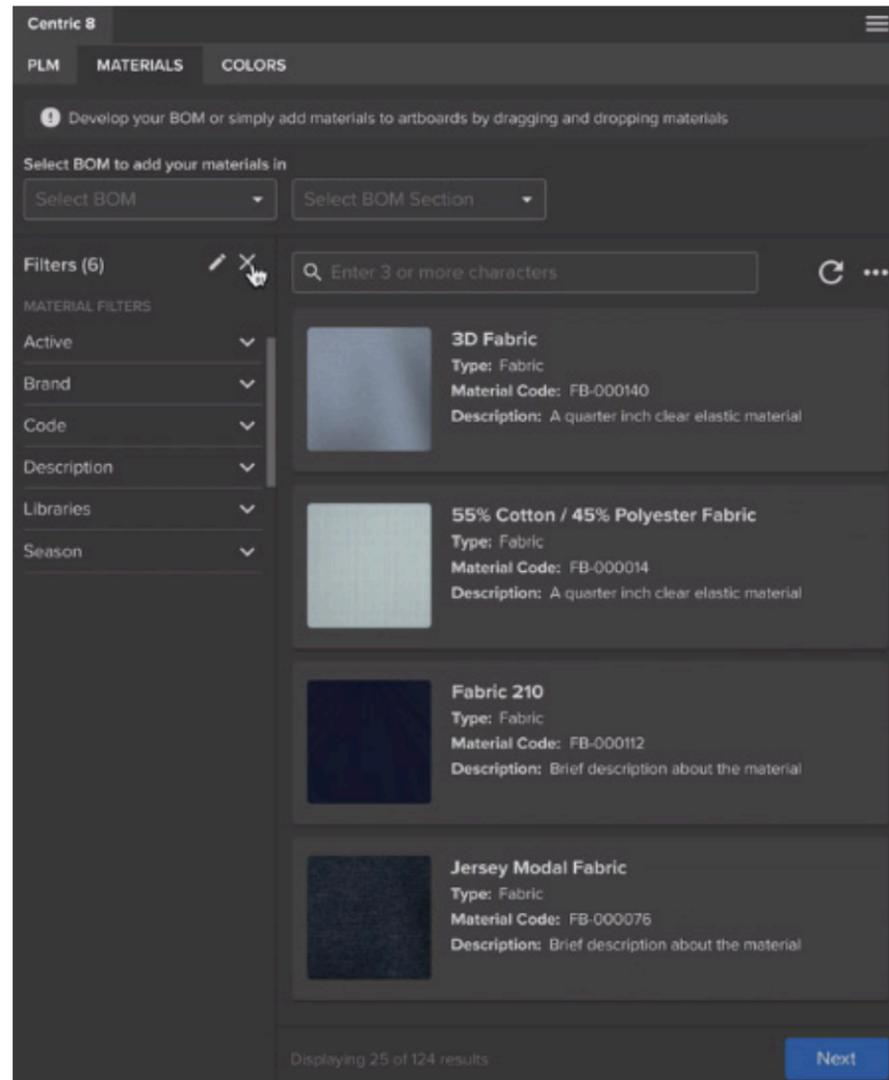 Centric 8
PLM MATERIALS COLORS
Develop your BOM or simply add materials to artboards by dragging and dropping materials
Select BOM to add your materials in
Select BOM
Select BOM Section
Filters (6)
MATERIAL FILTERS
Active
Brand
Code
Description
Libraries
Season
Enter 3 or more characters
3D Fabric
Type: Fabric
Material Code: FB-000140
Description: A quarter inch clear elastic material
55% Cotton / 45% Polyester Fabric
Type: Fabric
Material Code: FB-000014
Description: A quarter inch clear elastic material
Fabric 210
Type: Fabric
Material Code: FB-000112
Description: Brief description about the material
Jersey Modal Fabric
Type: Fabric
Material Code: FB-000076
Description: Brief description about the material
Displaying 25 of 124 results
Next